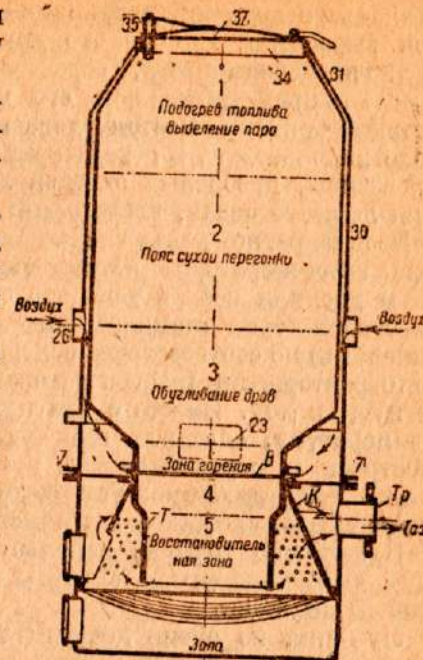 35
37
34
31
1
Подогрев топлива
выделение пара
2
30
Пояс сухой перегонки
Воздух
Воздух
26
3
Обугливание дров
23
Зона горения
В
7
7
4
К
Тр
Т
5
Газ
Восстановитель
ная зона
Зола